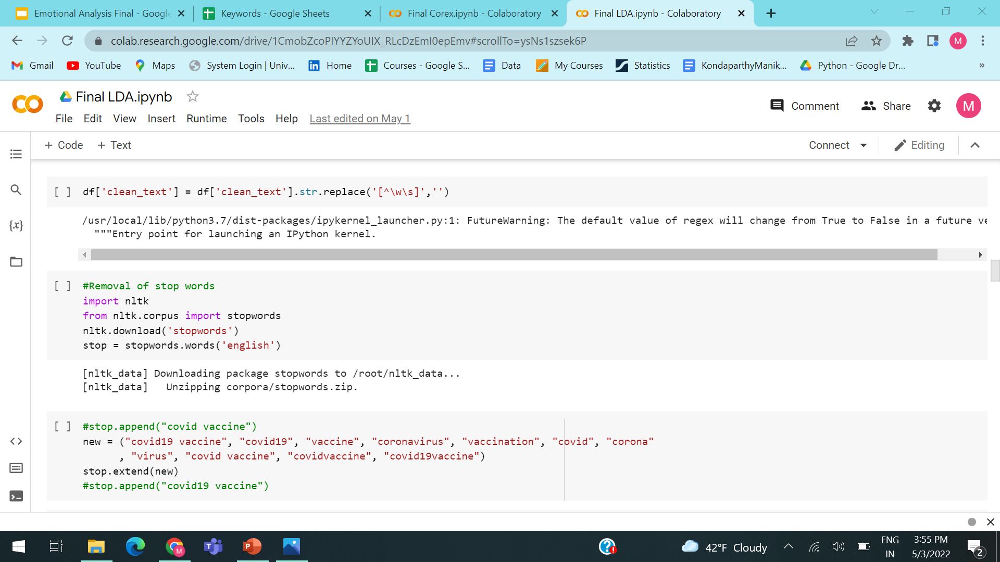 Emotional Analysis Final - Google
Keywords - Google Sheets
Final Corex.ipynb - Colaboratory
Final LDA.ipynb - Colaboratory
colab.research.google.com/drive/1CmobZcoPIYYZYoUIX_RLcDzEmI0epEmv#scrollTo=ysNs1szsek6P
M
Gmail
YouTube
Maps
System Login | Univ...
Home
Courses - Google S...
Data
My Courses
Statistics
KondaparthyManik...
Python - Google Dr...
»
Final LDA.ipynb
Comment
Share
M
File Edit View Insert Runtime Tools Help Last edited on May 1
+ Code + Text
Connect
Editing
[ ] df['clean_text'] = df['clean_text'].str.replace('[^\w\s]','')
/usr/local/lib/python3.7/dist-packages/ipykernel_launcher.py:1: FutureWarning: The default value of regex will change from True to False in a future ve
"""Entry point for launching an IPython kernel.
{x}
[ ] #Removal of stop words
import nltk
from nltk.corpus import stopwords
nltk.download('stopwords')
stop = stopwords.words('english')
[nltk_data] Downloading package stopwords to /root/nltk_data...
[nltk_data]   Unzipping corpora/stopwords.zip.
[ ] #stop.append("covid vaccine")
new = ("covid19 vaccine", "covid19", "vaccine", "coronavirus", "vaccination", "covid", "corona"
, "virus", "covid vaccine", "covidvaccine", "covid19vaccine")
stop.extend(new)
#stop.append("covid19 vaccine")
42°F Cloudy
ENG
IN
3:55 PM
5/3/2022
2